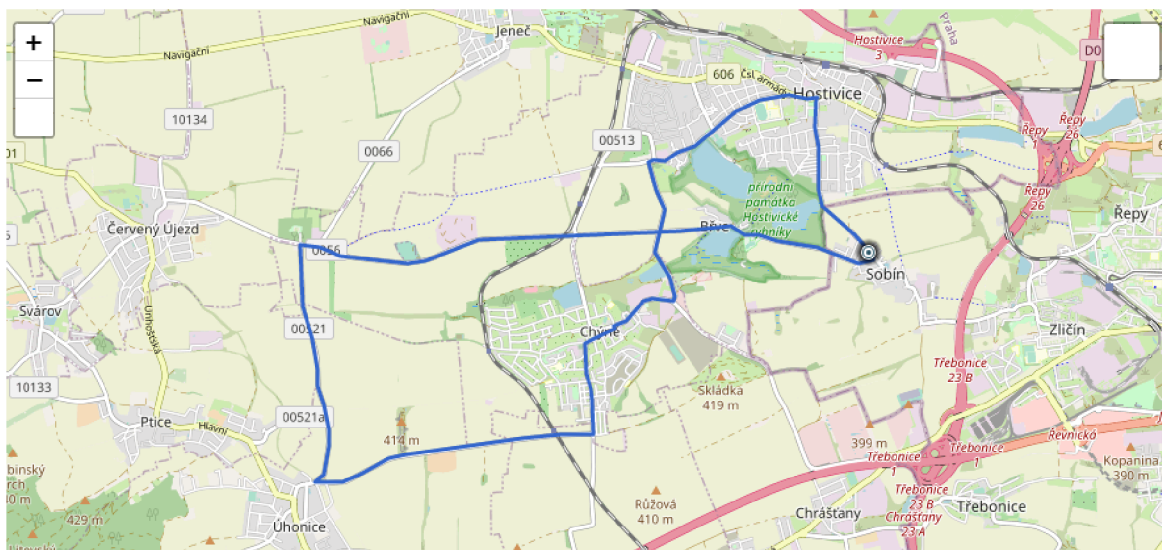 +
−
Navigační
Navigační
Jeneč
Hostivice
3
Praha
D0
606
Čsl. armády
Hostivice
10134
0066
00513
Řepy
1
Řepy
26
Řepy
26
Řepy
01
6
přírodní
památka
Hostivické
rybníky
Břve
Červený Újezd
0056
Sobín
Svárov
Unhošťská
00521
Chýně
Zličín
Třebonice
23 B
10133
Skládka
419 m
Ptice
Hlavní
00521a
414 m
399 m
Řevnická
Třebonice
1
Třebonice
1
Kopanina
390 m
429 m
Růžová
410 m
Třebonice
23 B
Chrášťany
23 A
Chrášťany
Třebonice
Úhonice